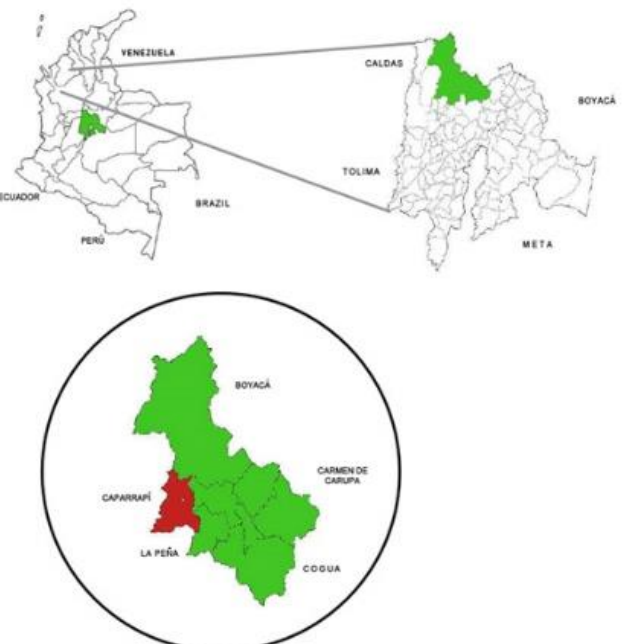 VENEZUELA
ECUADOR
PERÚ
BRAZIL
CALDAS
BOYACÁ
TOLIMA
META
BOYACÁ
CAPARRAPÍ
CARMEN DE
CARUPA
LA PEÑA
COGUA